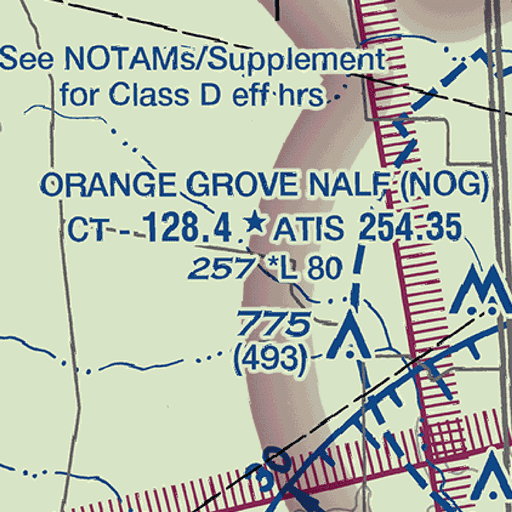 See NOTAMs/Supplement
for Class D eff hrs
ORANGE GROVE NALF (NOG)
CT - 128.4 ★ ATIS 254.35
257 *L 80
775
(493)
30